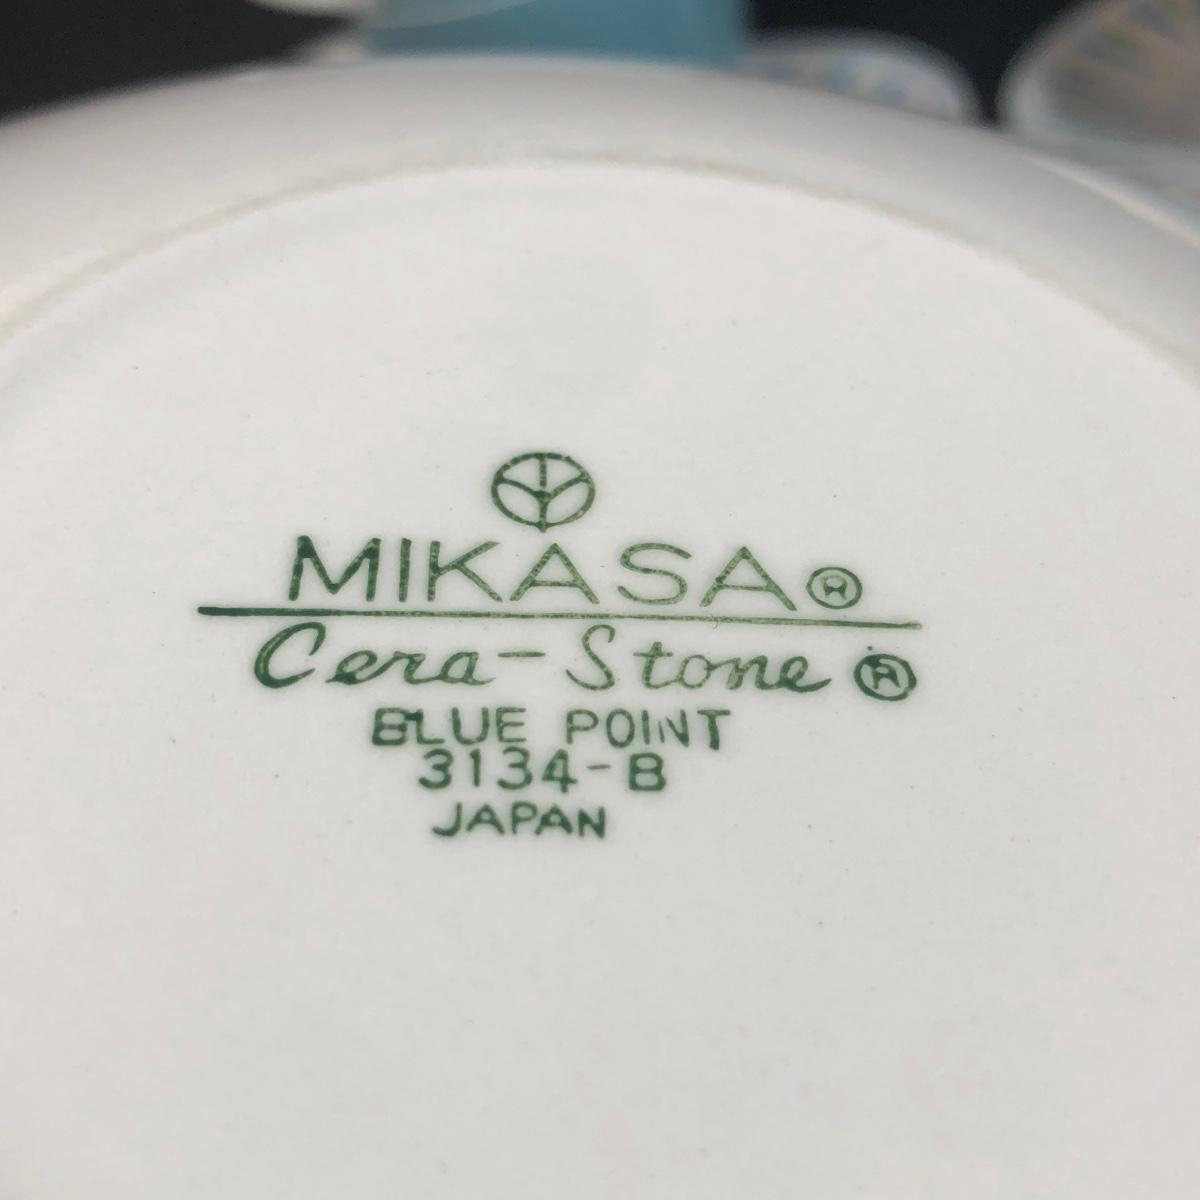 MIKASA®
Cera-Stone ®
BLUE POINT
3134-B
JAPAN